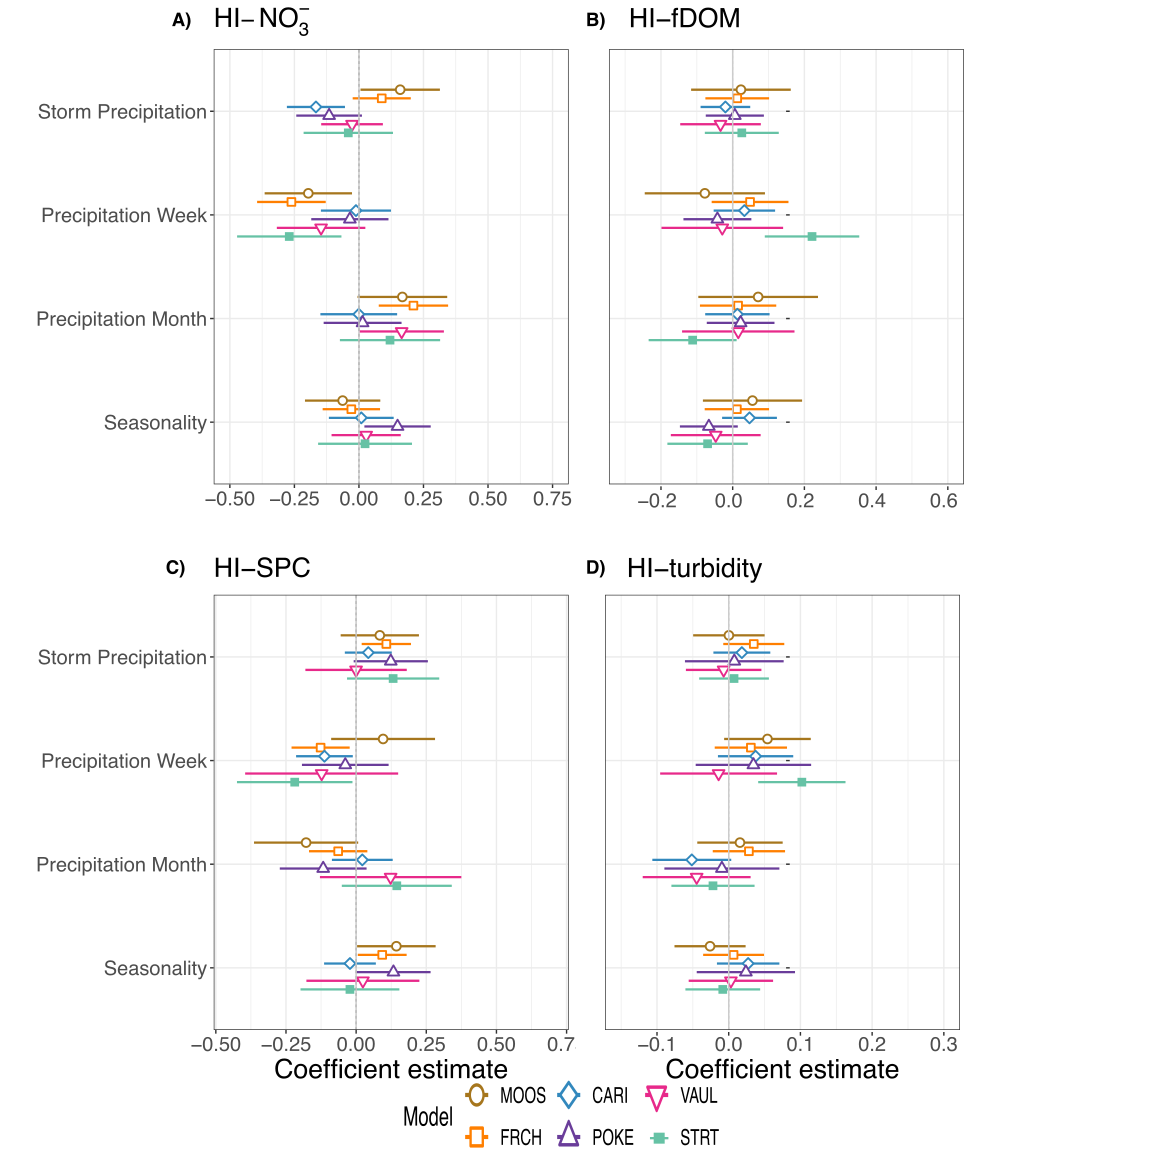 A) HI−NO3− B) HI−fDOM
Storm Precipitation
Precipitation Week
Precipitation Month
Seasonality
−0.50 −0.25 0.00 0.25 0.50 0.75 −0.2 0.0 0.2 0.4 0.6
C) HI−SPC D) HI−turbidity
Storm Precipitation
Precipitation Week
Precipitation Month
Seasonality
−0.50 −0.25 0.00 0.25 0.50 0.7 −0.1 0.0 0.1 0.2 0.3
Coefficient estimate Coefficient estimate
Model
MOOS CARI VAUL
FRCH POKE STRT